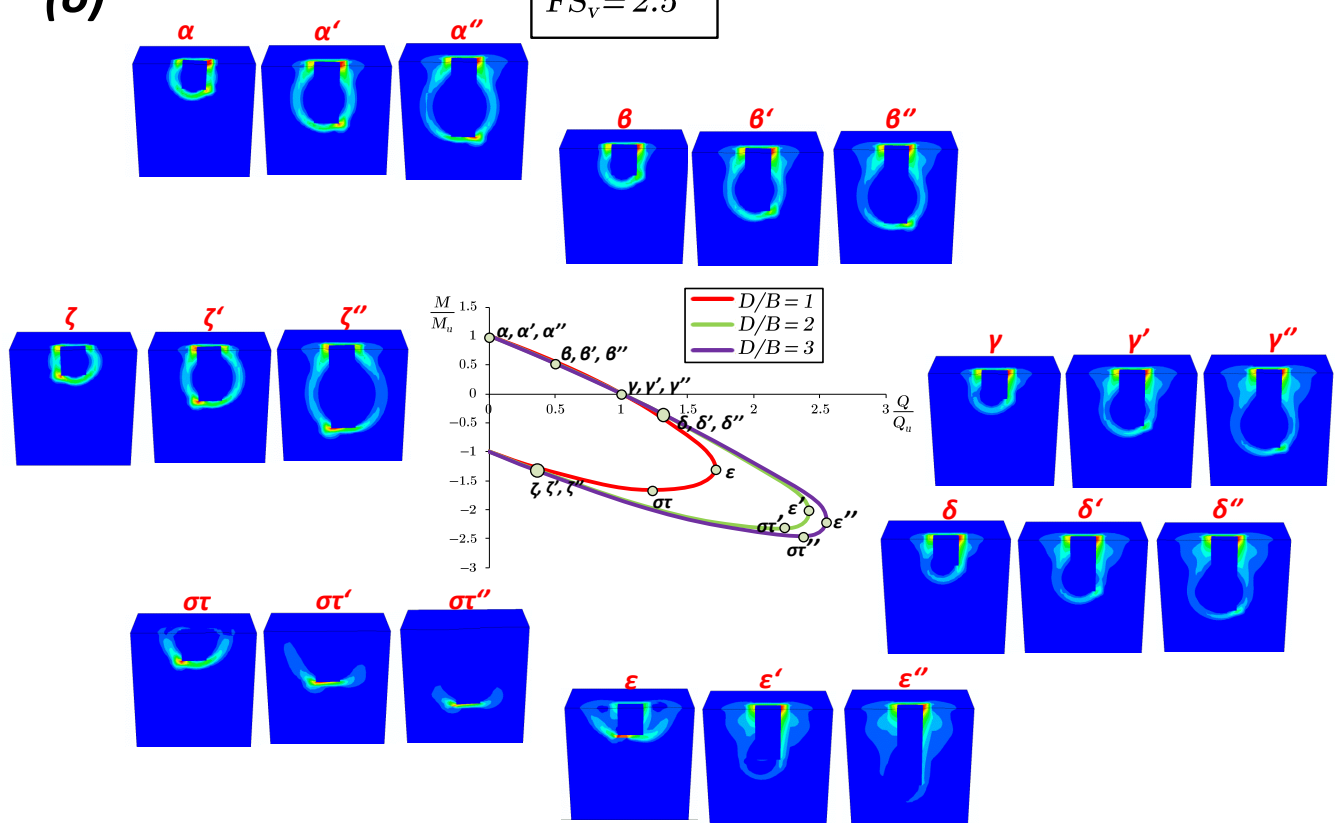 FSv= 2.5
α α‘ α‘’
β β‘ β‘’
ζ ζ‘ ζ‘’
M
Mu
1.5
1
0.5
0
−0.5
−1
−1.5
−2
−2.5
−3
0 0.5 1 1.5 2 2.5 3
Q
Qu
D/B = 1
D/B = 2
D/B = 3
α, α’, α’’
β, β’, β’’
γ, γ’, γ’’
δ, δ’, δ’’
ε
στ
ζ, ζ’, ζ’’
ε’
στ’
ε’’
στ’’
γ γ’ γ‘’
δ δ‘ δ‘’
στ στ‘ στ‘’
ε ε‘ ε‘’